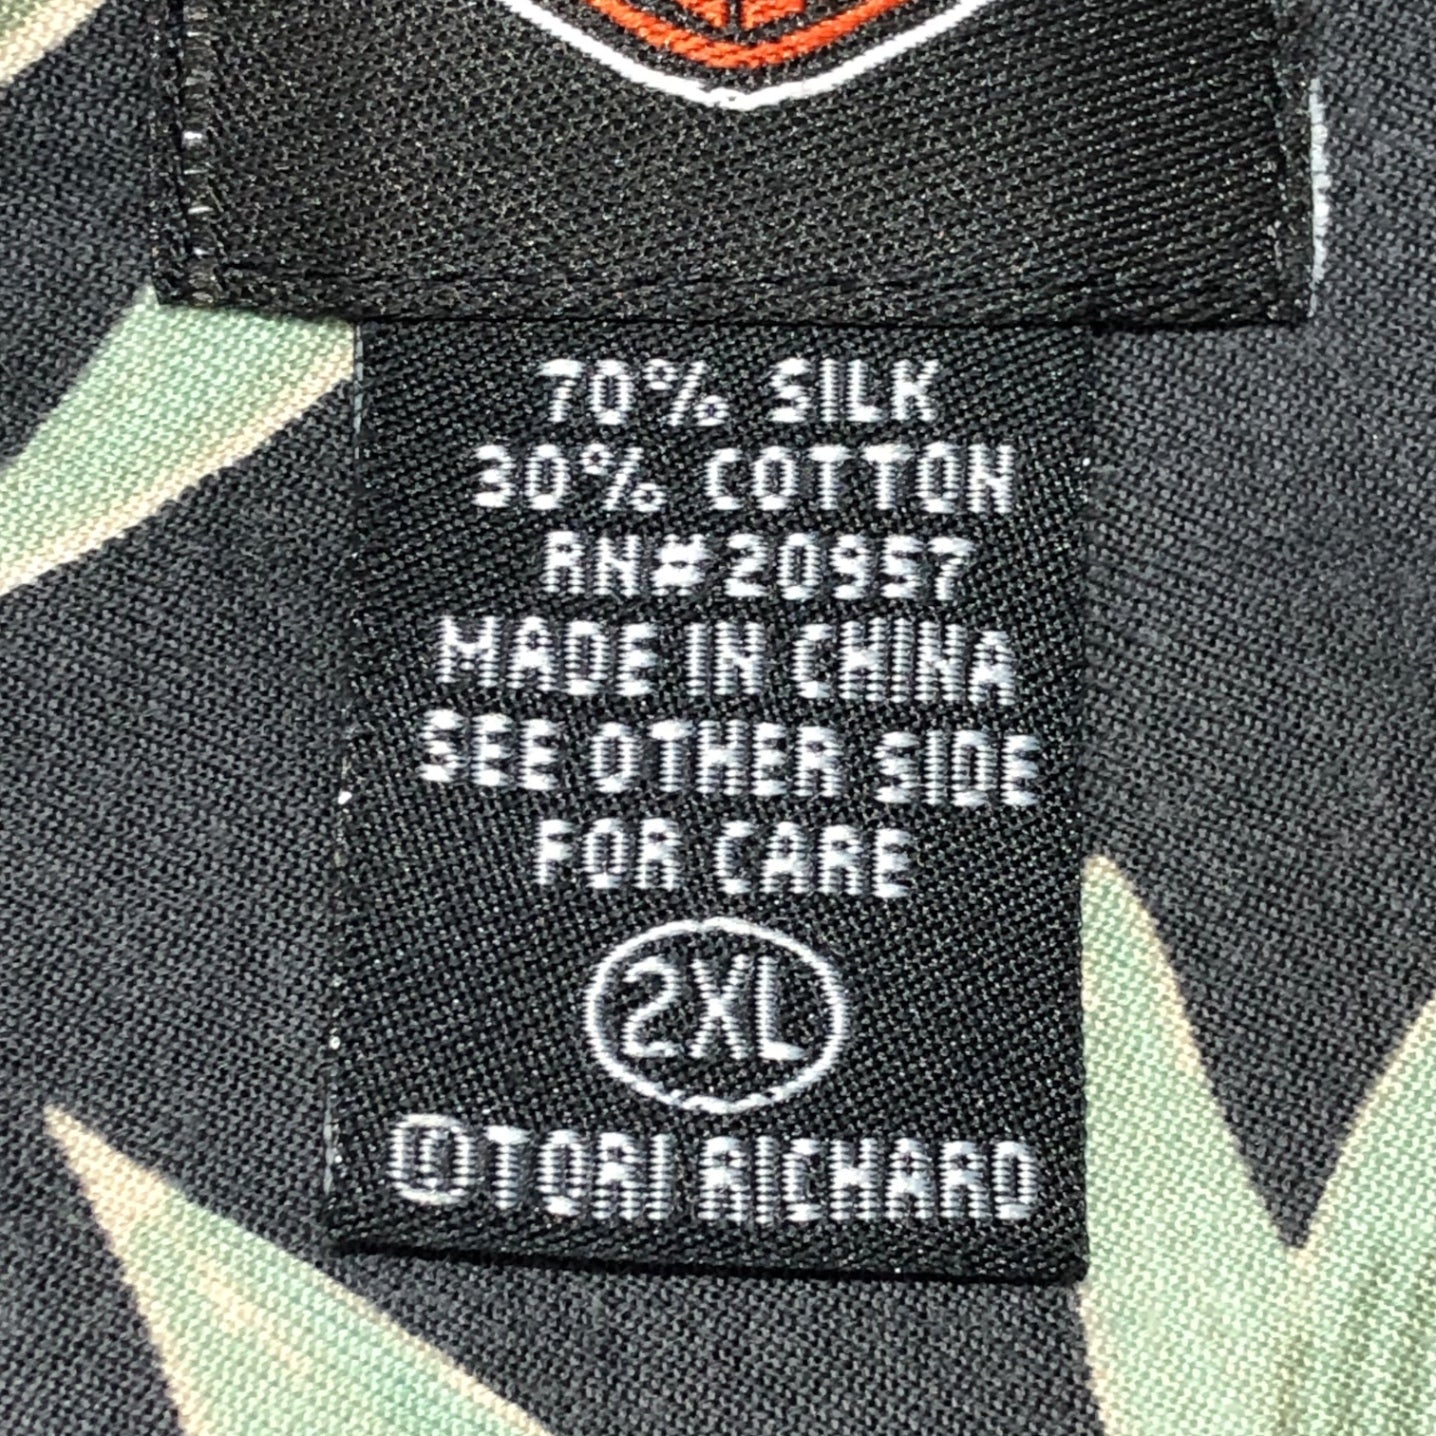 70% SILK
30% COTTON
RN#20957
MADE IN CHINA
SEE OTHER SIDE
FOR CARE
2XL
©TORI RICHARD